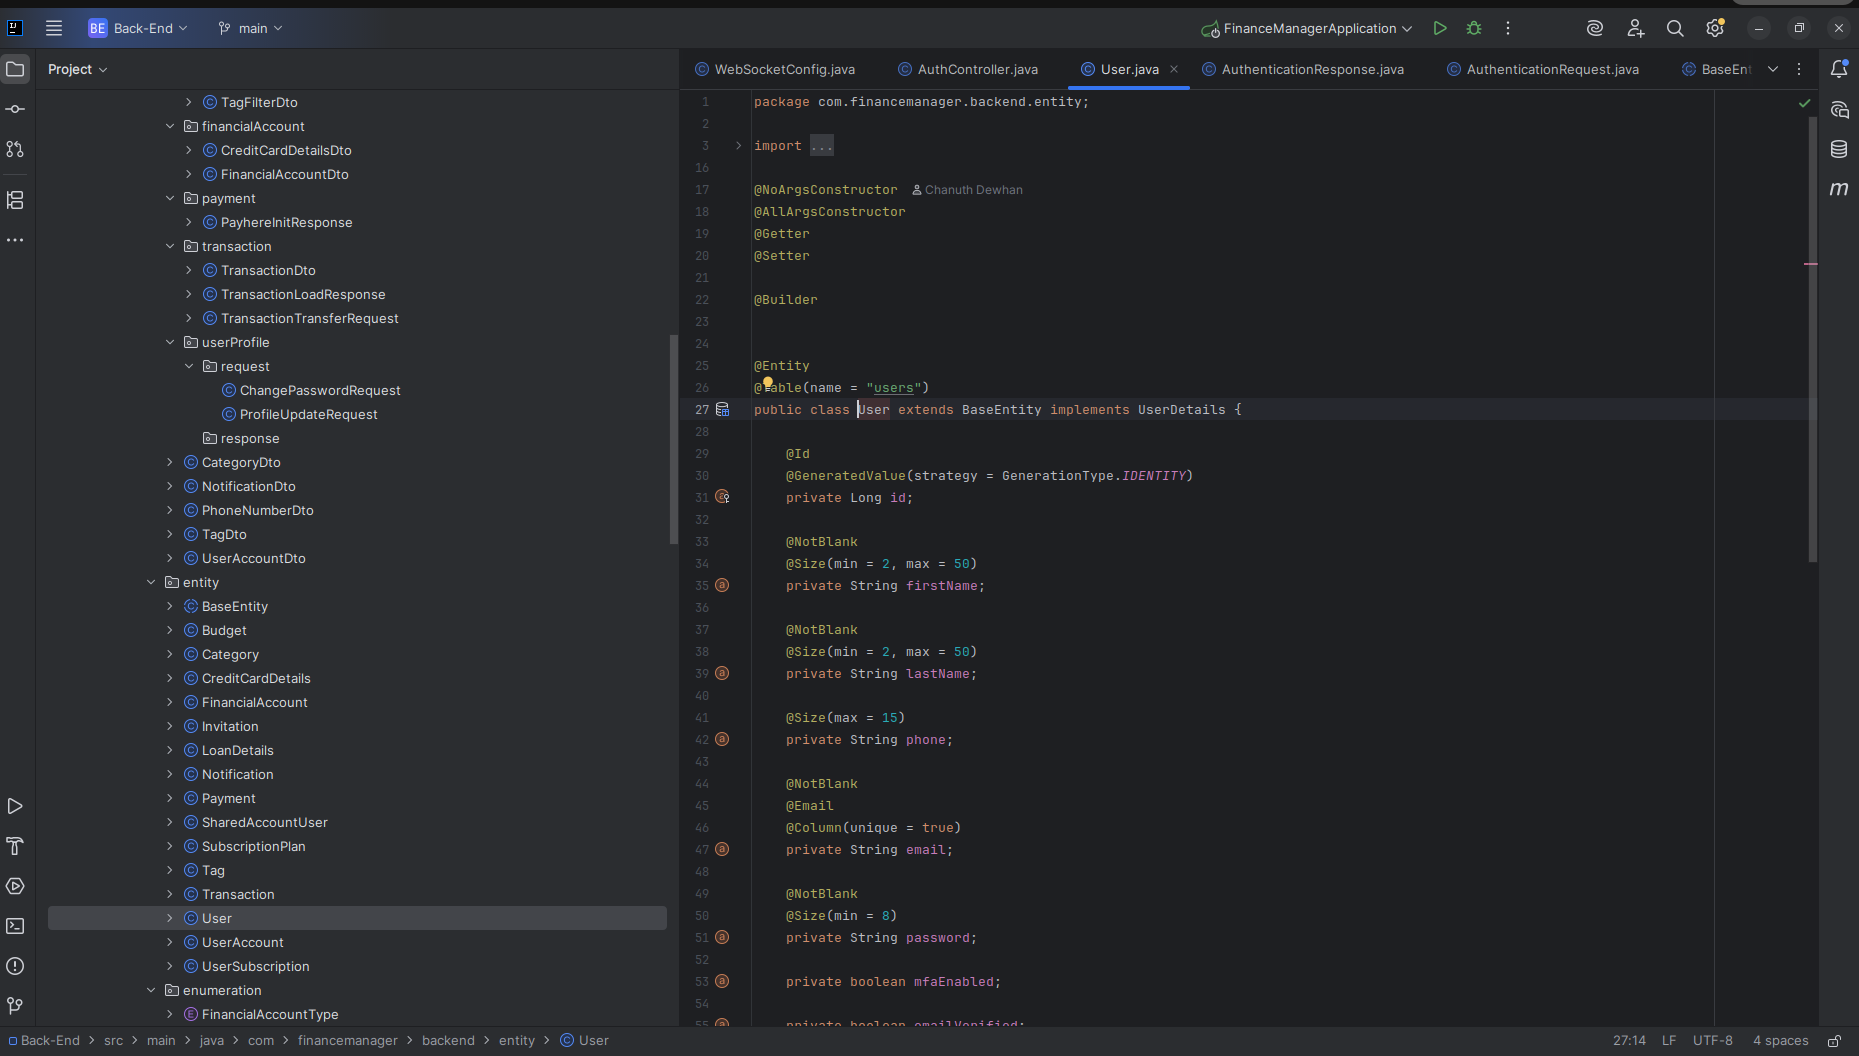 BE Back-End
main
FinanceManagerApplication
Project
TagFilterDto
financialAccount
CreditCardDetailsDto
FinancialAccountDto
payment
PayhereInitResponse
transaction
TransactionDto
TransactionLoadResponse
TransactionTransferRequest
userProfile
request
ChangePasswordRequest
ProfileUpdateRequest
response
CategoryDto
NotificationDto
PhoneNumberDto
TagDto
UserAccountDto
entity
BaseEntity
Budget
Category
CreditCardDetails
FinancialAccount
Invitation
LoanDetails
Notification
Payment
SharedAccountUser
SubscriptionPlan
Tag
Transaction
User
UserAccount
UserSubscription
enumeration
FinancialAccountType
WebSocketConfig.java AuthController.java User.java AuthenticationResponse.java AuthenticationRequest.java BaseEnt
1 package com.financemanager.backend.entity;
2
3 import ...
16
17 @NoArgsConstructor Chanuth Dewhan
18 @AllArgsConstructor
19 @Getter
20 @Setter
21
22 @Builder
23
24
25 @Entity
26 @Table(name = "users")
27 public class User extends BaseEntity implements UserDetails {
28
29 @Id
30 @GeneratedValue(strategy = GenerationType.IDENTITY)
31 private Long id;
32
33 @NotBlank
34 @Size(min = 2, max = 50)
35 private String firstName;
36
37 @NotBlank
38 @Size(min = 2, max = 50)
39 private String lastName;
40
41 @Size(max = 15)
42 private String phone;
43
44 @NotBlank
45 @Email
46 @Column(unique = true)
47 private String email;
48
49 @NotBlank
50 @Size(min = 8)
51 private String password;
52
53 private boolean mfaEnabled;
54
55 private boolean emailVerified;
Back-End > src > main > java > com > financemanager > backend > entity > User
27:14 LF UTF-8 4 spaces